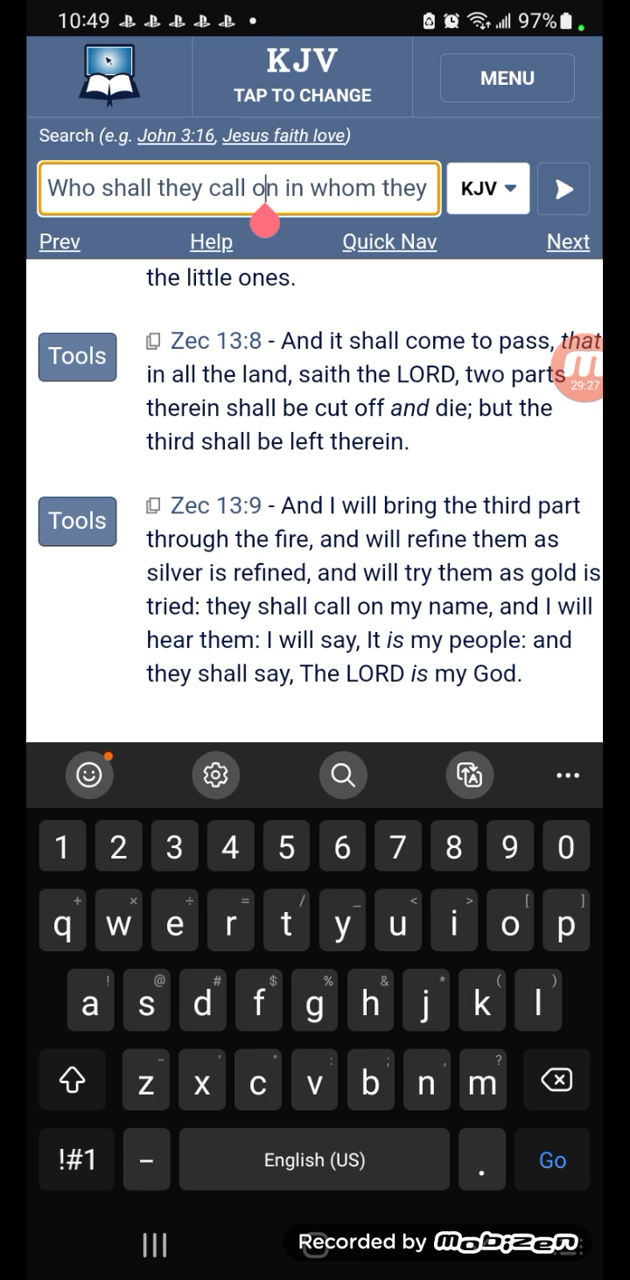 10:49 97%
KJV
TAP TO CHANGE
MENU
Search (e.g. John 3:16, Jesus faith love)
Who shall they call on in whom they
KJV
Prev Help Quick Nav Next
the little ones.
Tools
Zec 13:8 - And it shall come to pass, that
in all the land, saith the LORD, two parts
29:27
therein shall be cut off and die; but the
third shall be left therein.
Tools
Zec 13:9 - And I will bring the third part
through the fire, and will refine them as
silver is refined, and will try them as gold is
tried: they shall call on my name, and I will
hear them: I will say, It is my people: and
they shall say, The LORD is my God.
1 2 3 4 5 6 7 8 9 0
+ × ÷ = / _ < > [ ]
q w e r t y u i o p
! @ # $ % & * ( )
a s d f g h j k l
- ' " : ; , ?
z x c v b n m
!#1 – English (US) . Go
Recorded by mobizen